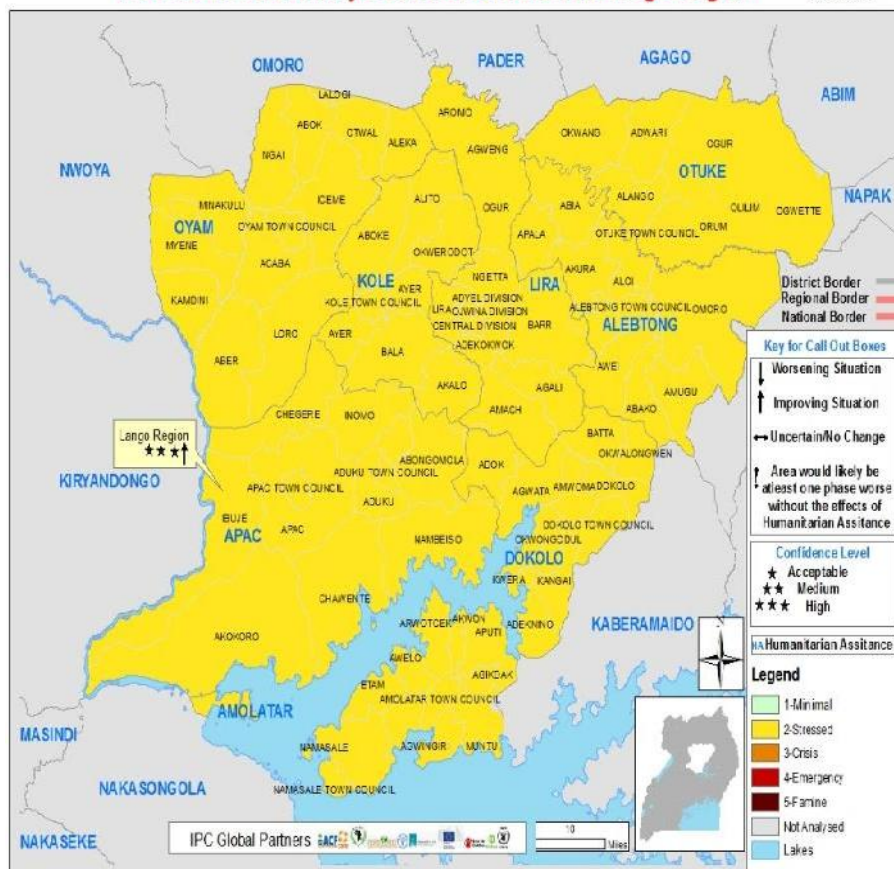 OMORO
PADER
AGAGO
ABIM
LALOGI
ABOK
OTWAL
ALEKA
NGAI
AROMO
AGWENG
OKWANG
ADWARI
OGUR
OTUKE
NWOYA
NAPAK
MINAKULU
ICEME
ALITO
OGUR
ABIA
ALANGO
OLILIM
OGWETTE
OYAM
OYAM TOWN COUNCIL
ABOKE
APALA
OTUKE TOWN COUNCIL
ORUM
MYENE
ACABA
OKWERODOT
KOLE
NGETTA
AKURA
ALOI
KAMDINI
AYER
ADYEL DIVISION
LIRA
KOLE TOWN COUNCIL
LIRA
OJWINA DIVISION
ALEBTONG TOWN COUNCIL
OMORO
CENTRAL DIVISION
BARR
ALEBTONG
LORO
AYER
ADEKOKWOK
ABER
BALA
AWEI
AKALO
AGALI
AMUGU
AMACH
ABAKO
CHEGERE
INOMO
BATTA
OKWALONGWEN
Lango Region
ABONGOMOLA
ADOK
ADUKU TOWN COUNCIL
KIRYANDONGO
APAC TOWN COUNCIL
ADUKU
AGWATA
AMWOMA
DOKOLO
IBUJE
APAC
APAC
DOKOLO TOWN COUNCIL
NAMBEISO
OKWONGODUL
DOKOLO
KWERA
KANGAI
CHAWENTE
ARWOTCEK
AKWON
APUTI
ADEKNINO
KABERAMAIDO
AKOKORO
AWELO
ETAM
AGIKDAK
AMOLATAR
AMOLATAR TOWN COUNCIL
MASINDI
NAMASALE
AGWINGIR
MUNTU
NAKASONGOLA
NAMASALE TOWN COUNCIL
NAKASEKE
IPC Global Partners
10
Miles
District Border
Regional Border
National Border
Key for Call Out Boxes
Worsening Situation
Improving Situation
Uncertain/No Change
Area would likely be
atleast one phase worse
without the effects of
Humanitarian Assitance
Confidence Level
Acceptable
Medium
High
HA Humanitarian Assitance
Legend
1-Minimal
2-Stressed
3-Crisis
4-Emergency
5-Famine
Not Analysed
Lakes